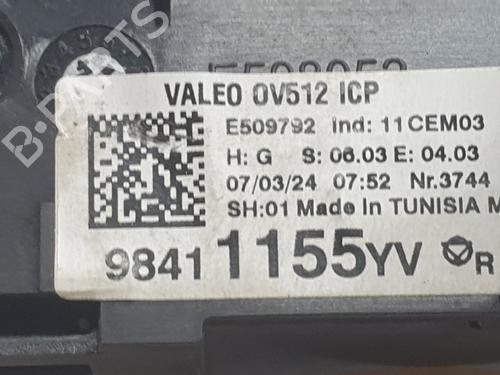 VALEO OV512 ICP
E509792 Ind: 11CEM03
H: G S: 06.03 E: 04.03
07/03/24 07:52 Nr.3744
SH:01 Made In TUNISIA M
98411155YV R
B-PARTS